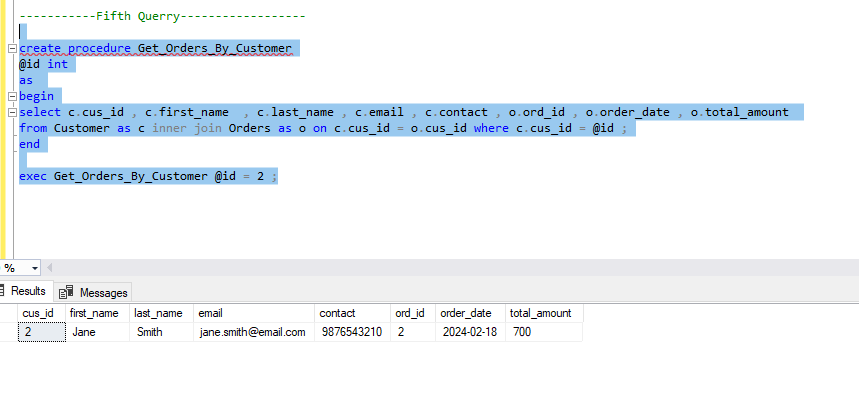 -----------Fifth Querry------------------
create procedure Get_Orders_By_Customer
@id int
as
begin
select c.cus_id , c.first_name  , c.last_name , c.email , c.contact , o.ord_id , o.order_date , o.total_amount
from Customer as c inner join Orders as o on c.cus_id = o.cus_id where c.cus_id = @id ;
end
exec Get_Orders_By_Customer @id = 2 ;
%
Results Messages
cus_id first_name last_name email contact ord_id order_date total_amount
2 Jane Smith jane.smith@email.com 9876543210 2 2024-02-18 700